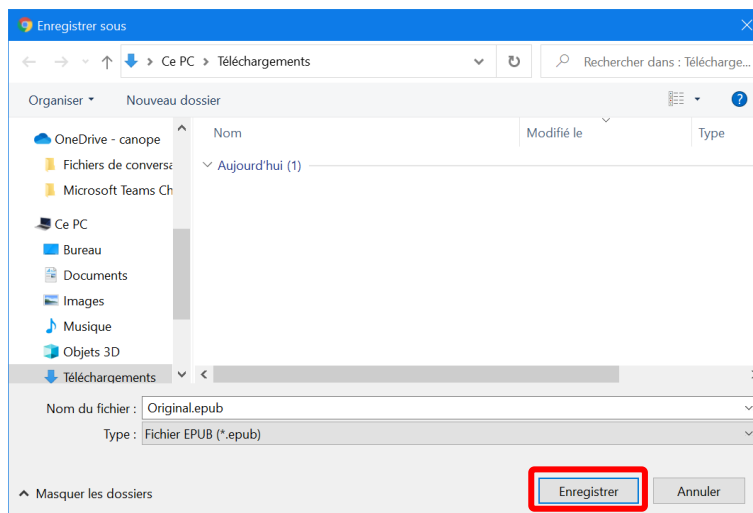 Enregistrer sous
Ce PC > Téléchargements
Rechercher dans : Télécharge...
Organiser
Nouveau dossier
?
OneDrive - canope
Fichiers de conversa
Microsoft Teams Ch
Ce PC
Bureau
Documents
Images
Musique
Objets 3D
Téléchargements
Nom
Modifié le
Type
Aujourd'hui (1)
Nom du fichier : Original.epub
Type : Fichier EPUB (*.epub)
Masquer les dossiers
Enregistrer
Annuler